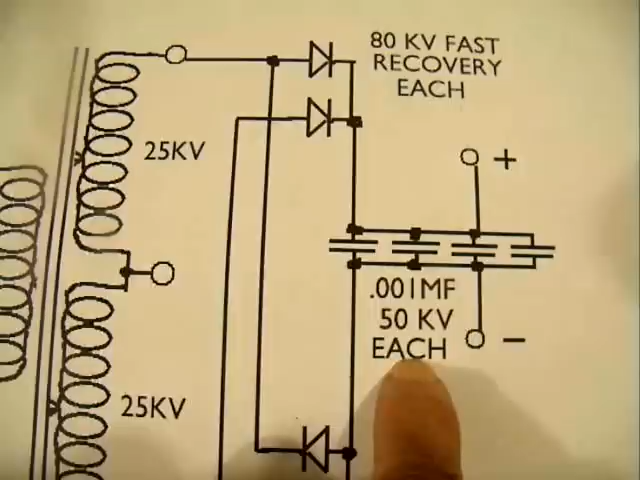 80 KV FAST
RECOVERY
EACH
25KV
+
.001MF
50 KV
EACH
−
25KV